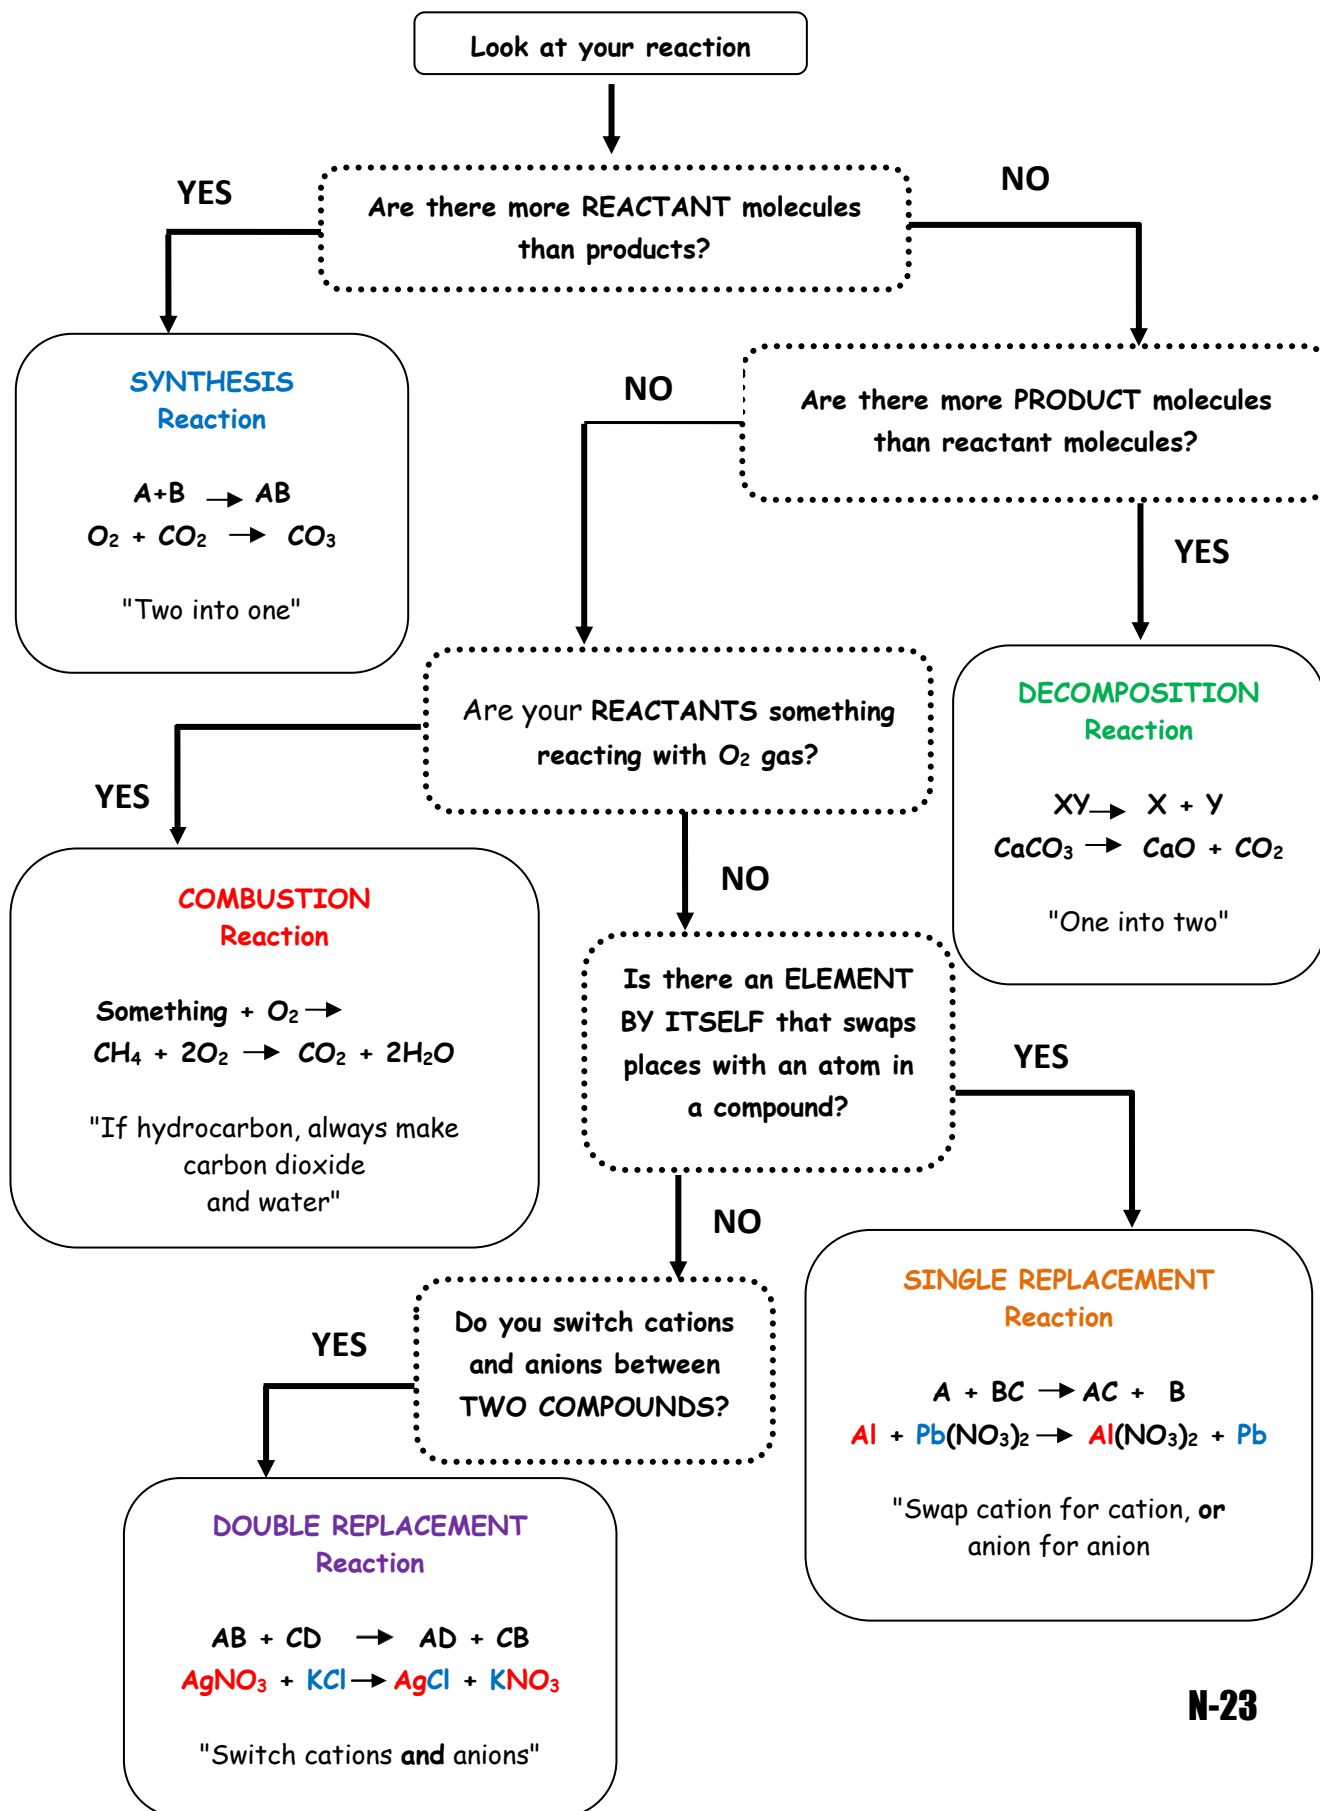 Look at your reaction
YES
NO
Are there more REACTANT molecules
than products?
SYNTHESIS
Reaction
A+B → AB
O₂ + CO₂ → CO₃
"Two into one"
NO
Are there more PRODUCT molecules
than reactant molecules?
YES
Are your REACTANTS something
reacting with O₂ gas?
DECOMPOSITION
Reaction
XY→ X + Y
CaCO₃ → CaO + CO₂
"One into two"
YES
NO
COMBUSTION
Reaction
Something + O₂ →
CH₄ + 2O₂ → CO₂ + 2H₂O
"If hydrocarbon, always make
carbon dioxide
and water"
Is there an ELEMENT
BY ITSELF that swaps
places with an atom in
a compound?
YES
NO
SINGLE REPLACEMENT
Reaction
A + BC → AC + B
Al + Pb(NO₃)₂ → Al(NO₃)₂ + Pb
"Swap cation for cation, or
anion for anion
YES
Do you switch cations
and anions between
TWO COMPOUNDS?
DOUBLE REPLACEMENT
Reaction
AB + CD → AD + CB
AgNO₃ + KCl → AgCl + KNO₃
"Switch cations and anions"
N-23